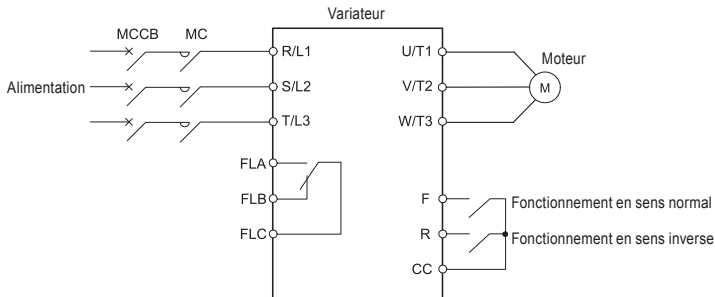 Variateur
MCCB MC
R/L1 U/T1
Moteur
Alimentation S/L2 V/T2 M
T/L3 W/T3
FLA
FLB F Fonctionnement en sens normal
FLC R Fonctionnement en sens inverse
CC